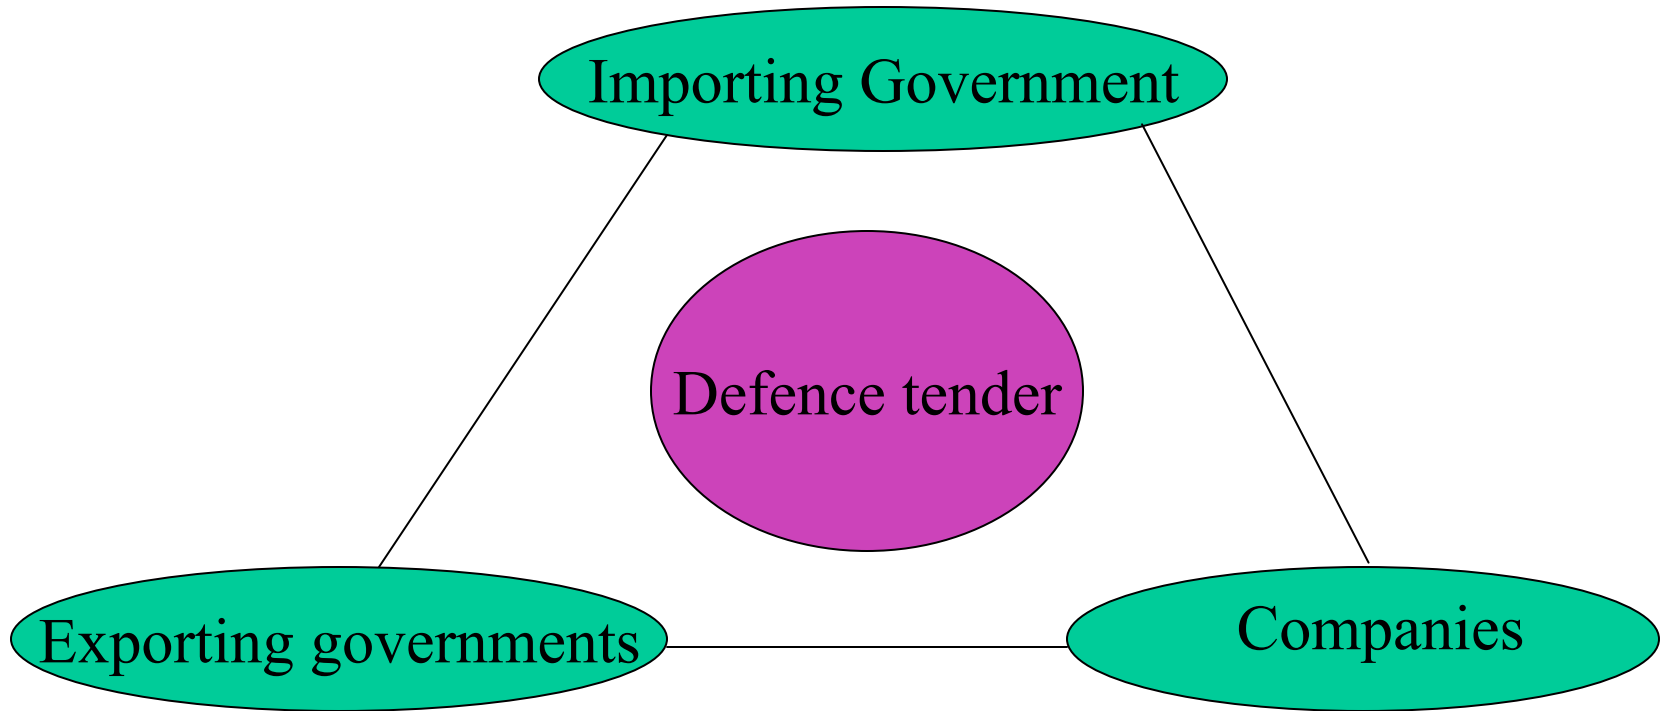 Importing Government
Defence tender
Exporting governments
Companies